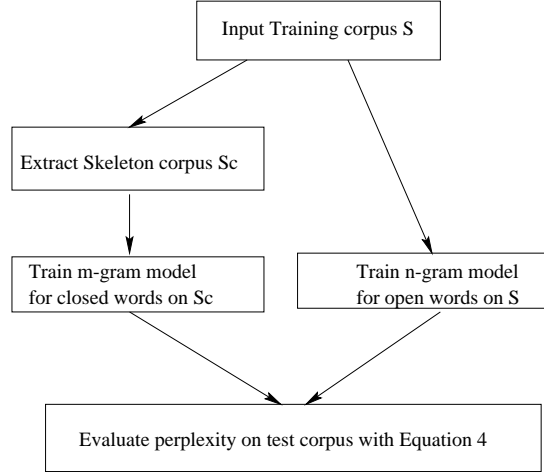 Input Training corpus S
Extract Skeleton corpus Sc
Train m-gram model
for closed words on Sc
Train n-gram model
for open words on S
Evaluate perplexity on test corpus with Equation 4